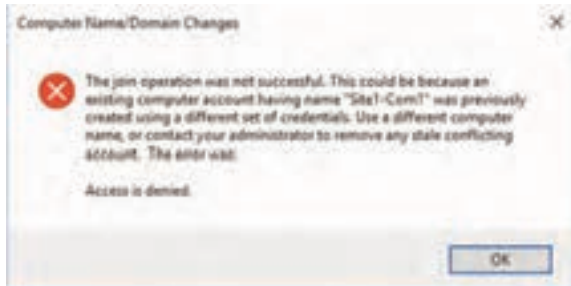 Computer Name/Domain Changes
The join operation was not successful. This could be because an
existing computer account having name "Site1-Com1" was previously
created using a different set of credentials. Use a different computer
name, or contact your administrator to remove any stale conflicting
account. The error was:
Access is denied.
OK